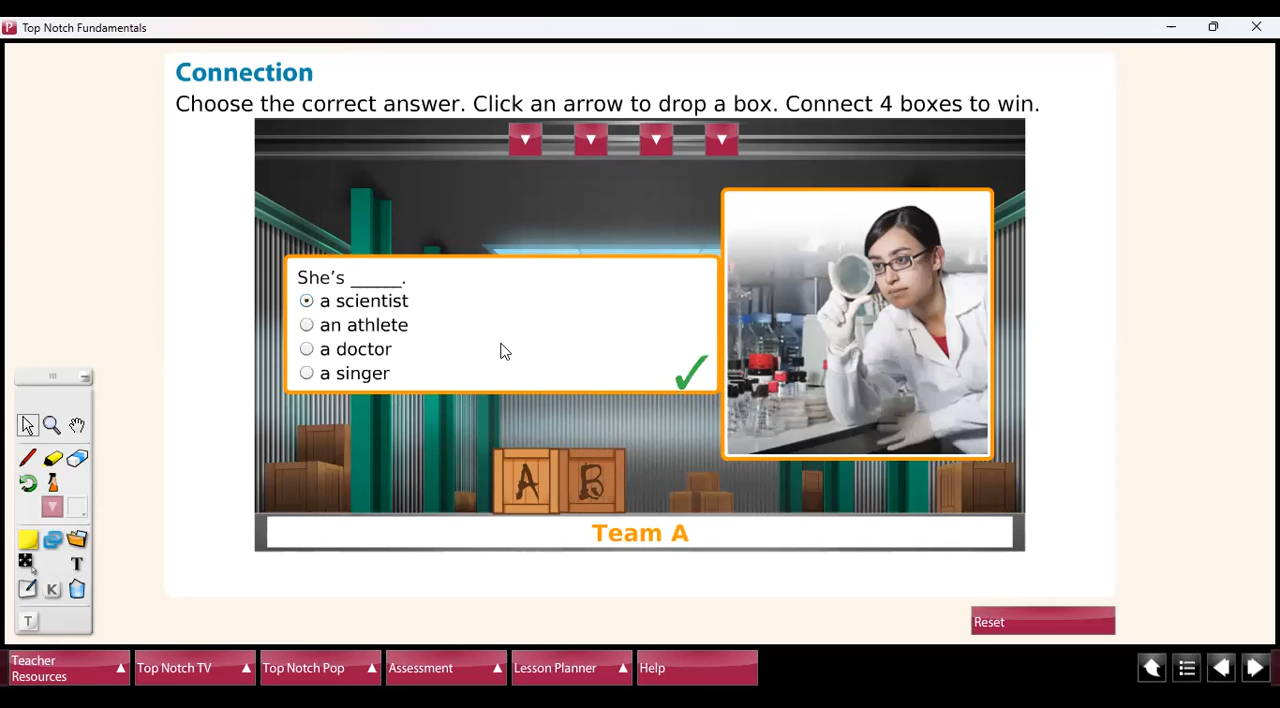 Top Notch Fundamentals
Connection
Choose the correct answer. Click an arrow to drop a box. Connect 4 boxes to win.
She's ______.
a scientist
an athlete
a doctor
a singer
A B
Team A
K
T
T
Reset
Teacher Resources
Top Notch TV
Top Notch Pop
Assessment
Lesson Planner
Help